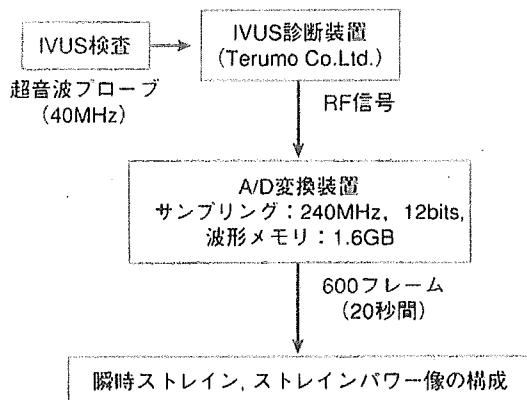 IVUS検査
超音波プローブ
(40MHz)
IVUS診断装置
(Terumo Co.Ltd.)
RF信号
A/D変換装置
サンプリング：240MHz, 12bits,
波形メモリ：1.6GB
600フレーム
(20秒間)
瞬時ストレイン, ストレインパワー像の構成